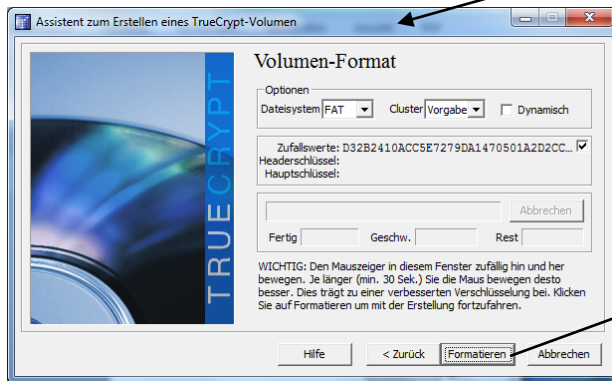 Assistent zum Erstellen eines TrueCrypt-Volumen
TRUECRYPT
Volumen-Format
Optionen
Dateisystem FAT Cluster Vorgabe Dynamisch
Zufallswerte: D32B2410ACC5E7279DA1470501A2D2CC...
Headerschlüssel:
Hauptschlüssel:
Abbrechen
Fertig Geschw. Rest
WICHTIG: Den Mauszeiger in diesem Fenster zufällig hin und her
bewegen. Je länger (min. 30 Sek.) Sie die Maus bewegen desto
besser. Dies trägt zu einer verbesserten Verschlüsselung bei. Klicken
Sie auf Formatieren um mit der Erstellung fortzufahren.
Hilfe < Zurück Formatieren Abbrechen